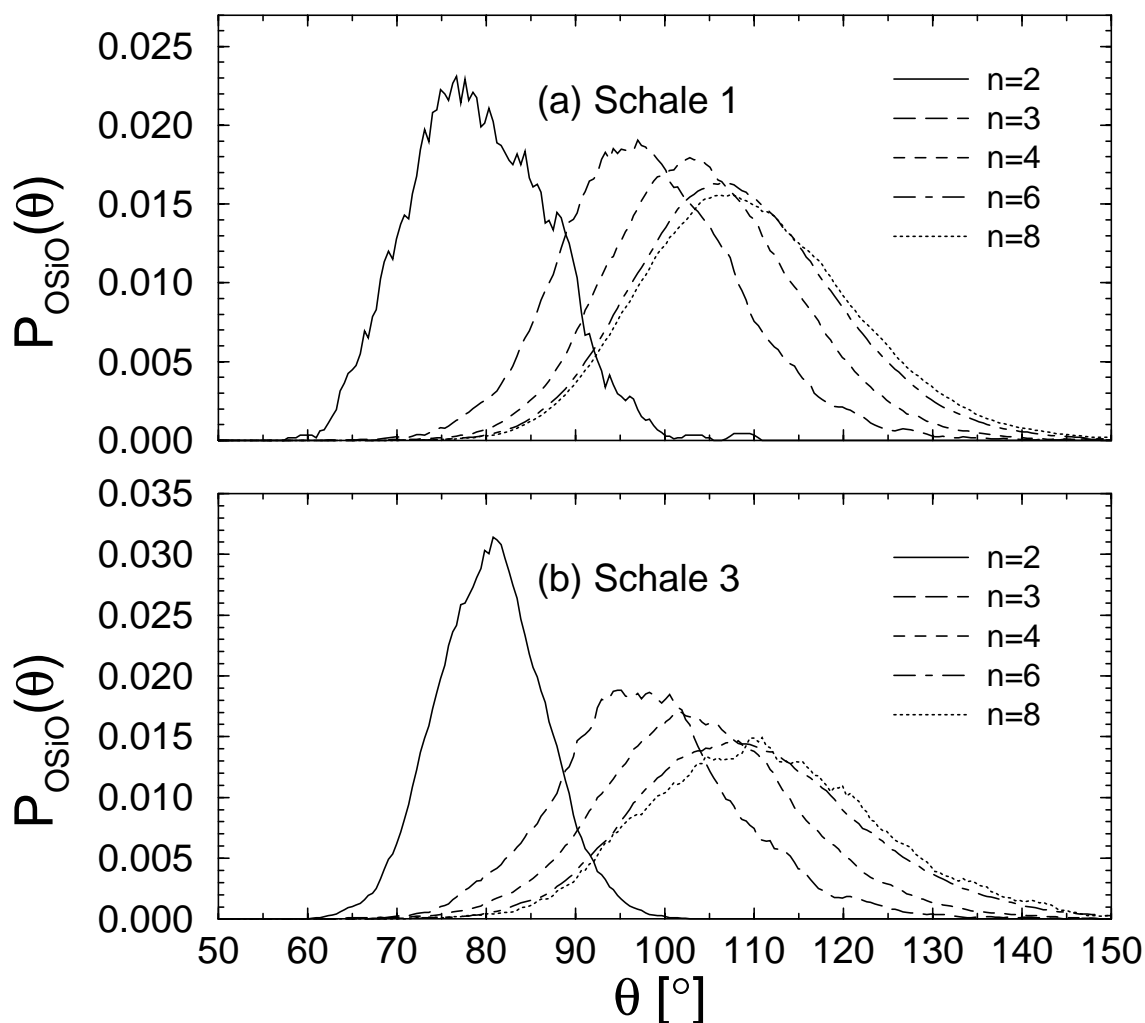 0.025
0.020
0.015
0.010
0.005
0.000
P_OSiO(θ)
(a) Schale 1
n=2
n=3
n=4
n=6
n=8
0.035
0.030
0.025
0.020
0.015
0.010
0.005
0.000
P_OSiO(θ)
(b) Schale 3
n=2
n=3
n=4
n=6
n=8
50 60 70 80 90 100 110 120 130 140 150
θ [°]